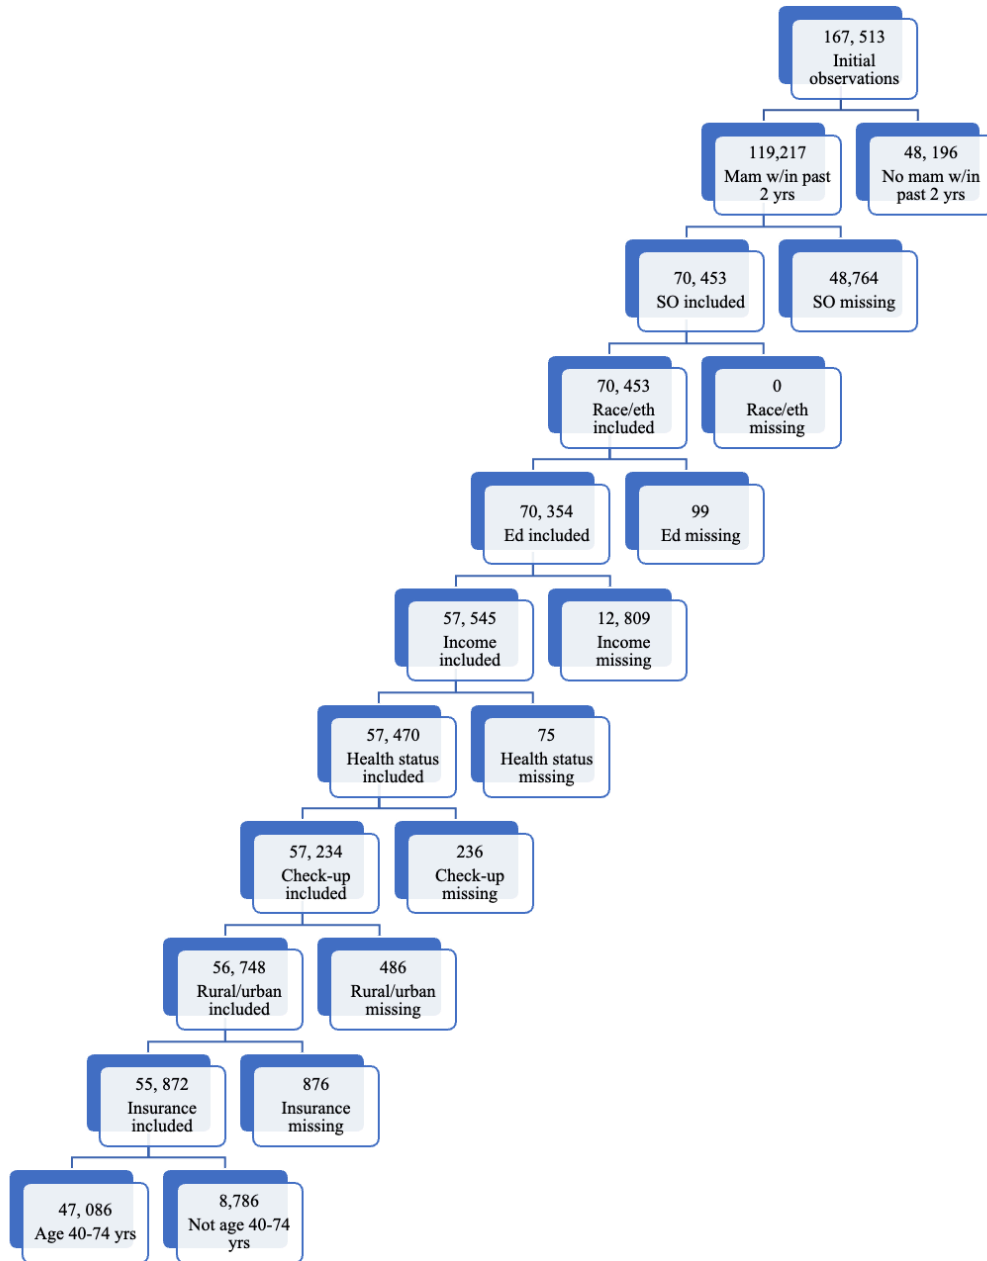 167, 513
Initial
observations
119,217
Mam w/in past
2 yrs
48, 196
No mam w/in
past 2 yrs
70, 453
SO included
48,764
SO missing
70, 453
Race/eth
included
0
Race/eth
missing
70, 354
Ed included
99
Ed missing
57, 545
Income
included
12, 809
Income
missing
57, 470
Health status
included
75
Health status
missing
57, 234
Check-up
included
236
Check-up
missing
56, 748
Rural/urban
included
486
Rural/urban
missing
55, 872
Insurance
included
876
Insurance
missing
47, 086
Age 40-74 yrs
8,786
Not age 40-74
yrs